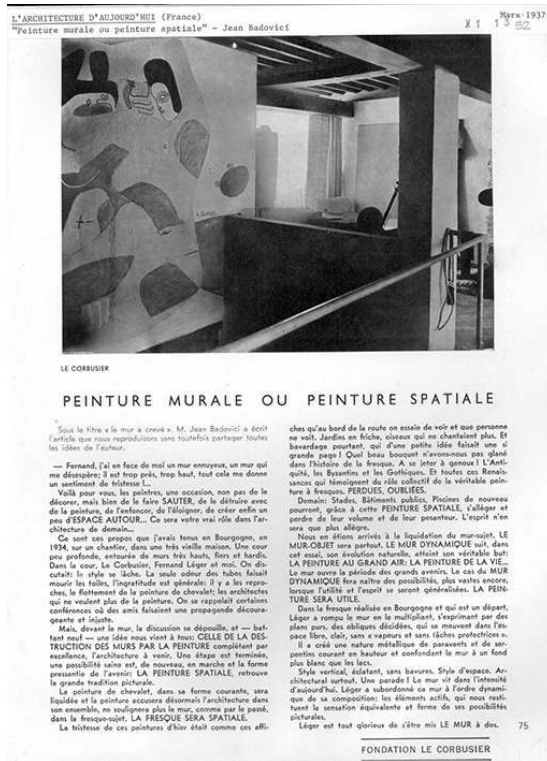 L'ARCHITECTURE D'AUJOURD'HUI (France)
Mars-1937
"Peinture murale ou peinture spatiale" - Jean Badovici
X1 13 52
LE CORBUSIER
PEINTURE MURALE OU PEINTURE SPATIALE
Sous le titre « le mur a crevé », M. Jean Badovici a écrit
l'article que nous reproduisons sans toutefois partager toutes
les idées de l'auteur.
— Fernand, j'ai en face de moi un mur ennuyeux, un mur qui
me désespère; il est trop près, trop haut, tout cela me donne
un sentiment de tristesse !...
Voilà pour vous, les peintres, une occasion, non pas de le
décorer, mais bien de le faire SAUTER, de le détruire avec
de la peinture, de l'enfoncer, de l'éloigner, de créer enfin un
peu d'ESPACE AUTOUR... Ce sera votre vrai rôle dans l'ar-
chitecture de demain...
Ce sont ces propos que j'avais tenus en Bourgogne, en
1934, sur un chantier, dans une très vieille maison. Une cour
peu profonde, entourée de murs très hauts, fiers et hardis.
Dans la cour, Le Corbusier, Fernand Léger et moi. On dis-
cutait: le style se lâche. La seule odeur des tubes faisait
mourir les toiles, l'ingratitude est générale: il y a les repro-
ches, le flottement de la peinture de chevalet; les architectes
qui ne veulent plus de la peinture. On se rappelait certaines
conférences où des amis faisaient une propagande découra-
geante et injuste.
Mais, devant le mur, la discussion se dépouille, et — bat-
tant neuf — une idée nous vient à tous: CELLE DE LA DES-
TRUCTION DES MURS PAR LA PEINTURE complétant par
excellence, l'architecture à venir. Une étape est terminée,
une possibilité saine est, de nouveau, en marche et la forme
pressentie de l'avenir: LA PEINTURE SPATIALE, retrouve
la grande tradition picturale.
La peinture de chevalet, dans sa forme courante, sera
liquidée et la peinture accusera désormais l'architecture dans
son ensemble, ne soulignera plus le mur, comme par le passé,
dans la fresque-sujet. LA FRESQUE SERA SPATIALE.
La tristesse de ces peintures d'hier était comme ces affi-
ches qu'au bord de la route on essaie de voir et que personne
ne voit. Jardins en friche, oiseaux qui ne chantaient plus. Et
bavardage pourtant, qui d'une petite idée faisait une si
grande page ! Quel beau bouquet n'avons-nous pas glané
dans l'histoire de la fresque. A se jeter à genoux ! L'Anti-
quité, les Byzantins et les Gothiques. Et toutes ces Renais-
sances qui témoignent du rôle collectif de la véritable pein-
ture à fresques. PERDUES, OUBLIÉES.
Domaine: Stades, Bâtiments publics, Piscines de nouveau
pourront, grâce à cette PEINTURE SPATIALE, s'alléger et
perdre de leur volume et de leur pesanteur. L'esprit n'en
sera que plus allègre.
Nous en étions arrivés à la liquidation du mur-sujet. LE
MUR-OBJET sera partout. LE MUR DYNAMIQUE suit, dans
cet essai, son évolution naturelle, atteint son véritable but:
LA PEINTURE AU GRAND AIR: LA PEINTURE DE LA VIE...
Le mur ouvre la période des grands avenirs. Le cas du MUR
DYNAMIQUE fera naître des possibilités, plus vastes encore,
lorsque l'utilité et l'esprit se seront généralisées. LA PEIN-
TURE SERA UTILE.
Dans la fresque réalisée en Bourgogne et qui est un départ,
Léger a rompu le mur en le multipliant, s'exprimant par des
plans purs, des obliques décidées, qui se meuvent dans l'es-
pace libre, clair, sans « vapeurs et sans tâches protectrices ».
Il a créé une nature métallique de paravents et de ser-
pentins courant en hauteur et confondant le mur à un fond
plus blanc que les lacs.
Style vertical, éclatant, sans bavures. Style d'espace. Ar-
chitectural surtout. Une parade ! Le mur vit dans l'intensité
d'aujourd'hui. Léger a subordonné ce mur à l'ordre dynami-
que de sa composition: les éléments actifs, qui nous resti-
tuent la sensation équivalente et forme de ses possibilités
picturales.
Léger est tout glorieux de s'être mis LE MUR à dos.
75
FONDATION LE CORBUSIER